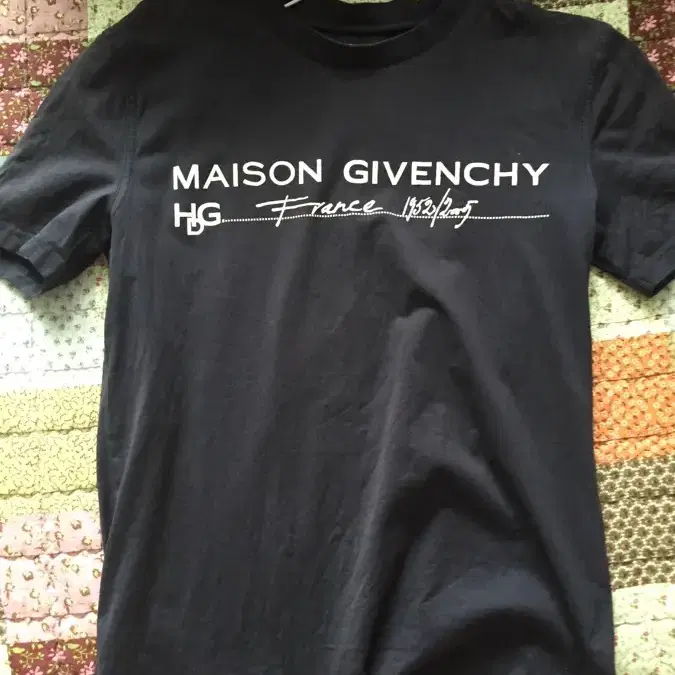 MAISON GIVENCHY
HDG France 1952/2005